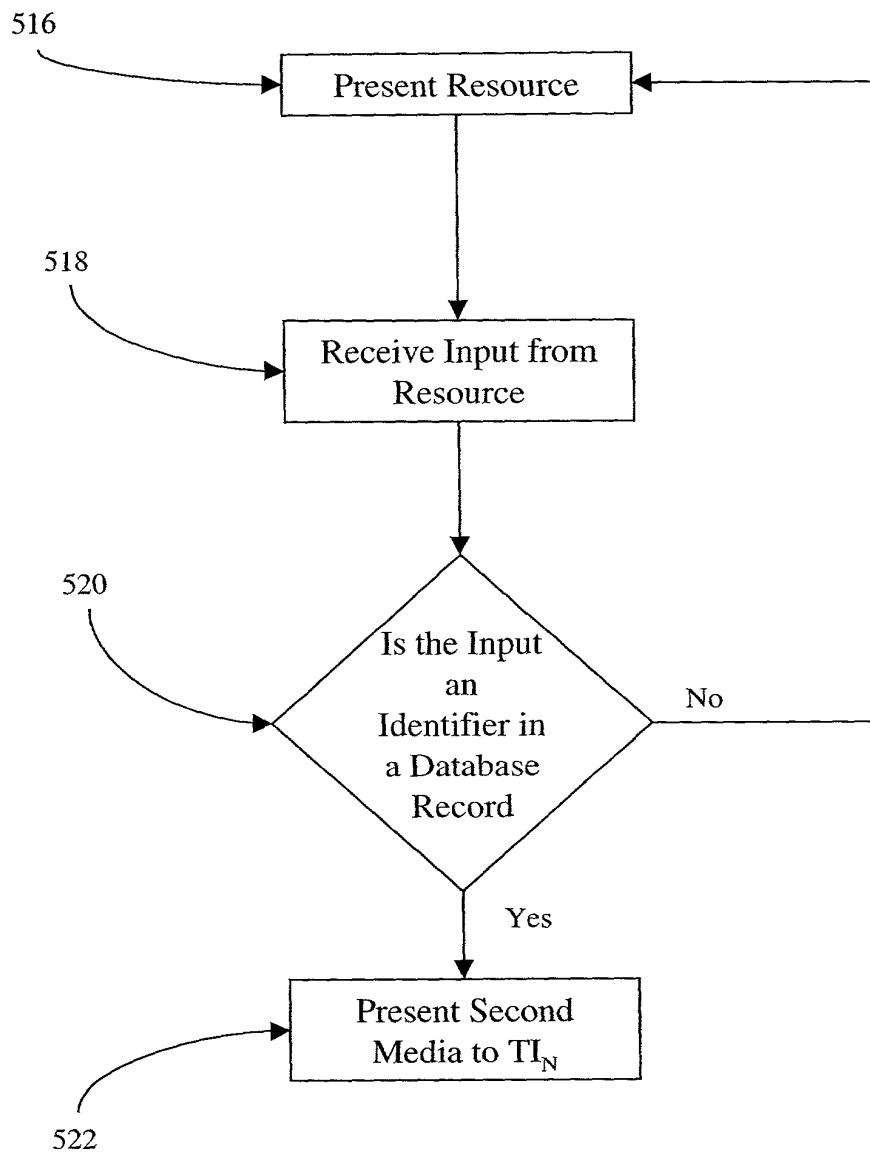 516
Present Resource
518
Receive Input from
Resource
520
Is the Input
an
Identifier in
a Database
Record
No
Yes
Present Second
Media to TI_N
522